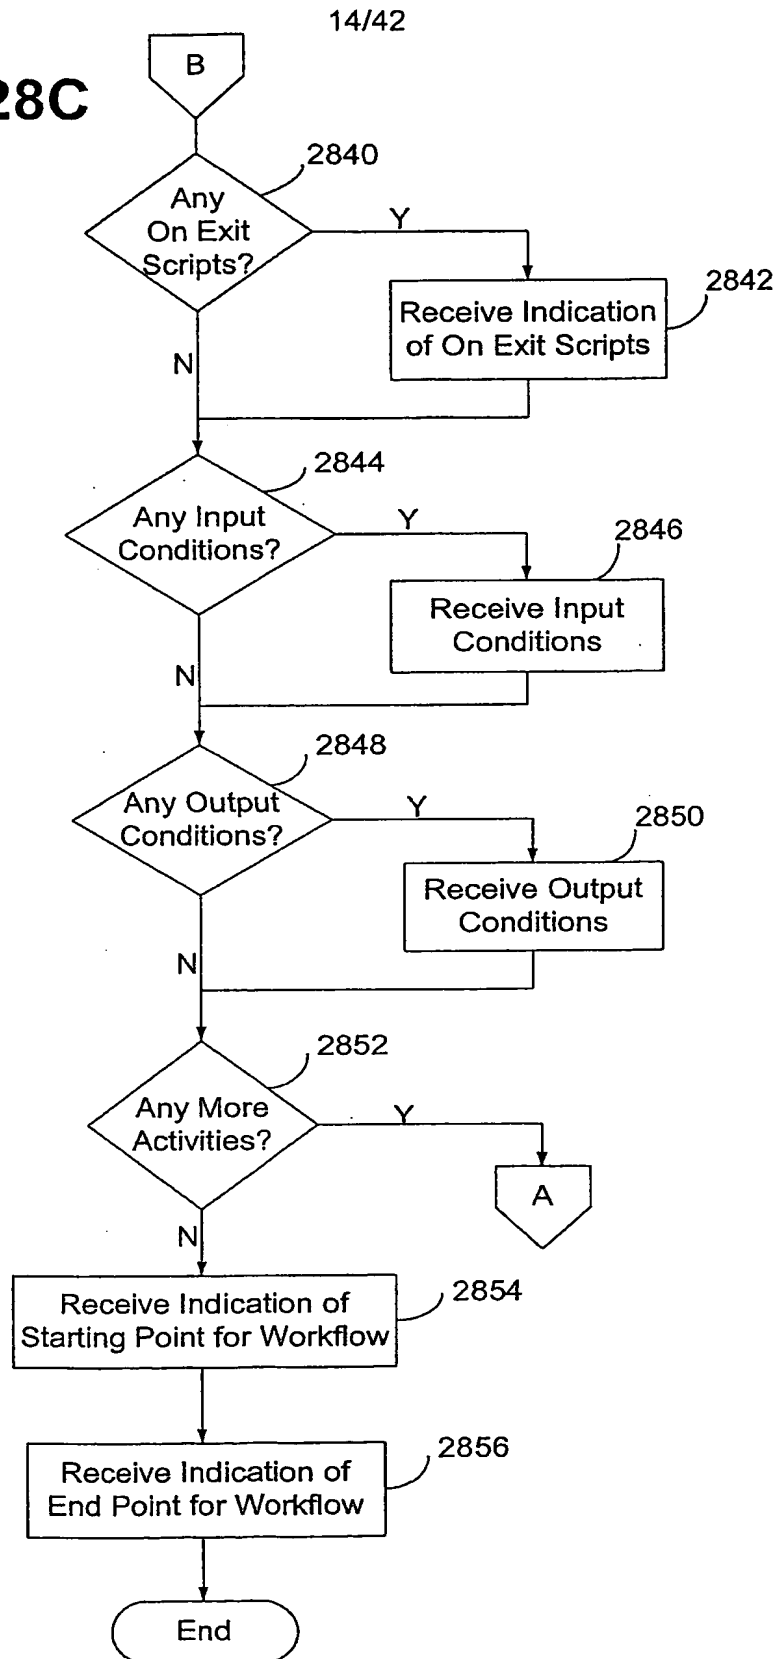 14/42
B
28C
2840
Any
On Exit
Scripts?
Y
2842
Receive Indication
of On Exit Scripts
N
2844
Any Input
Conditions?
Y
2846
Receive Input
Conditions
N
2848
Any Output
Conditions?
Y
2850
Receive Output
Conditions
N
2852
Any More
Activities?
Y
A
N
2854
Receive Indication of
Starting Point for Workflow
2856
Receive Indication of
End Point for Workflow
End